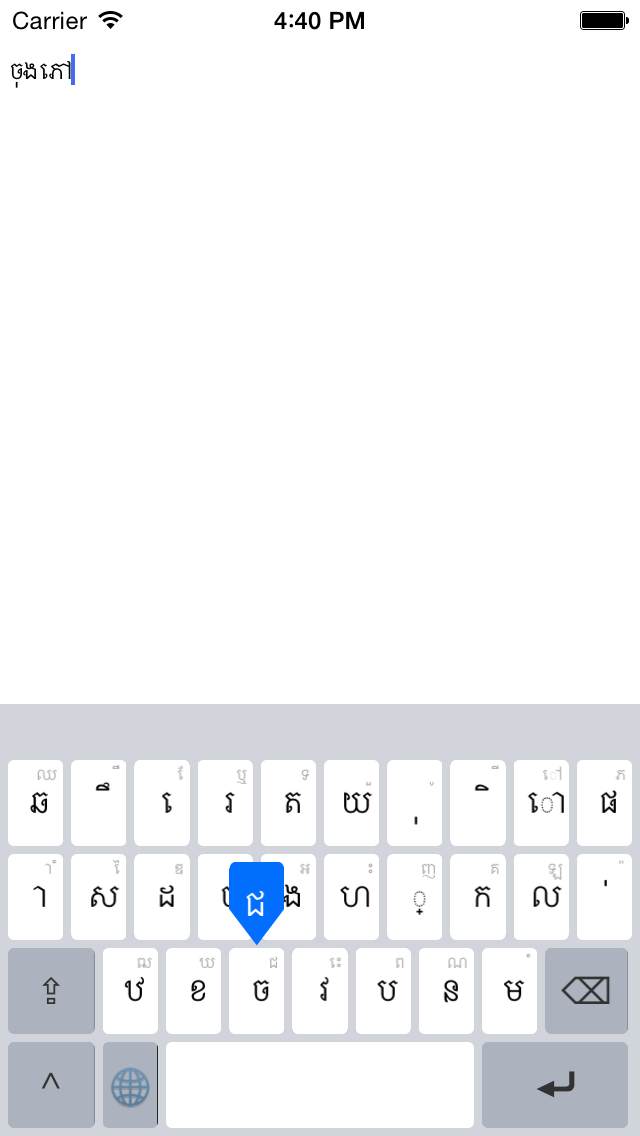 Carrier 4:40 PM
ចុងភៅ
ឈ ឆ
ឺ ឹ
ែ េ
ឬ រ
ទ ត
ួ យ
ូ ុ
ី ិ
ៅ ោ
ភ ផ
ាំ ា
ៃ ស
ឌ ដ
ជ
អ ង
ះ ហ
ញ ្
គ ក
ឡ ល
៉ ់
ឍ ឋ
ឃ ខ
ជ ច
េះ វ
ព ប
ណ ន
ំ ម
^